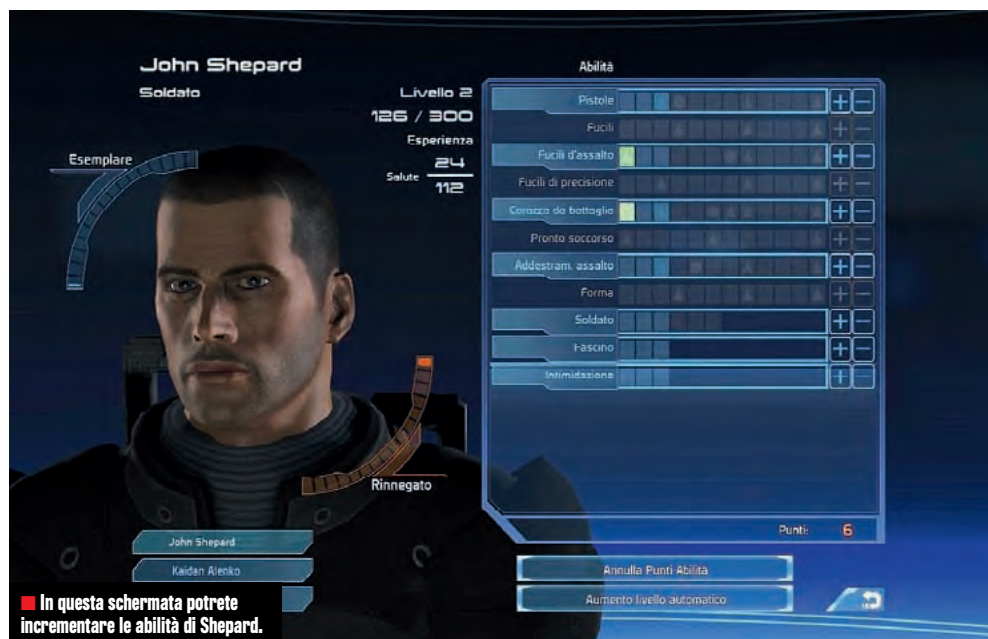 John Shepard
Soldato
Livello 2
126 / 300
Esperienza
24
Salute
112
Esemplare
Rinnegato
Abilità
Pistole
Fucili
Fucili d'assalto
Fucili di precisione
Corazza da battaglia
Pronto soccorso
Addestram. assalto
Forma
Soldato
Fascino
Intimidazione
Punti: 6
John Shepard
Kaidan Alenko
Annulla Punti Abilità
Aumento livello automatico
In questa schermata potrete
incrementare le abilità di Shepard.